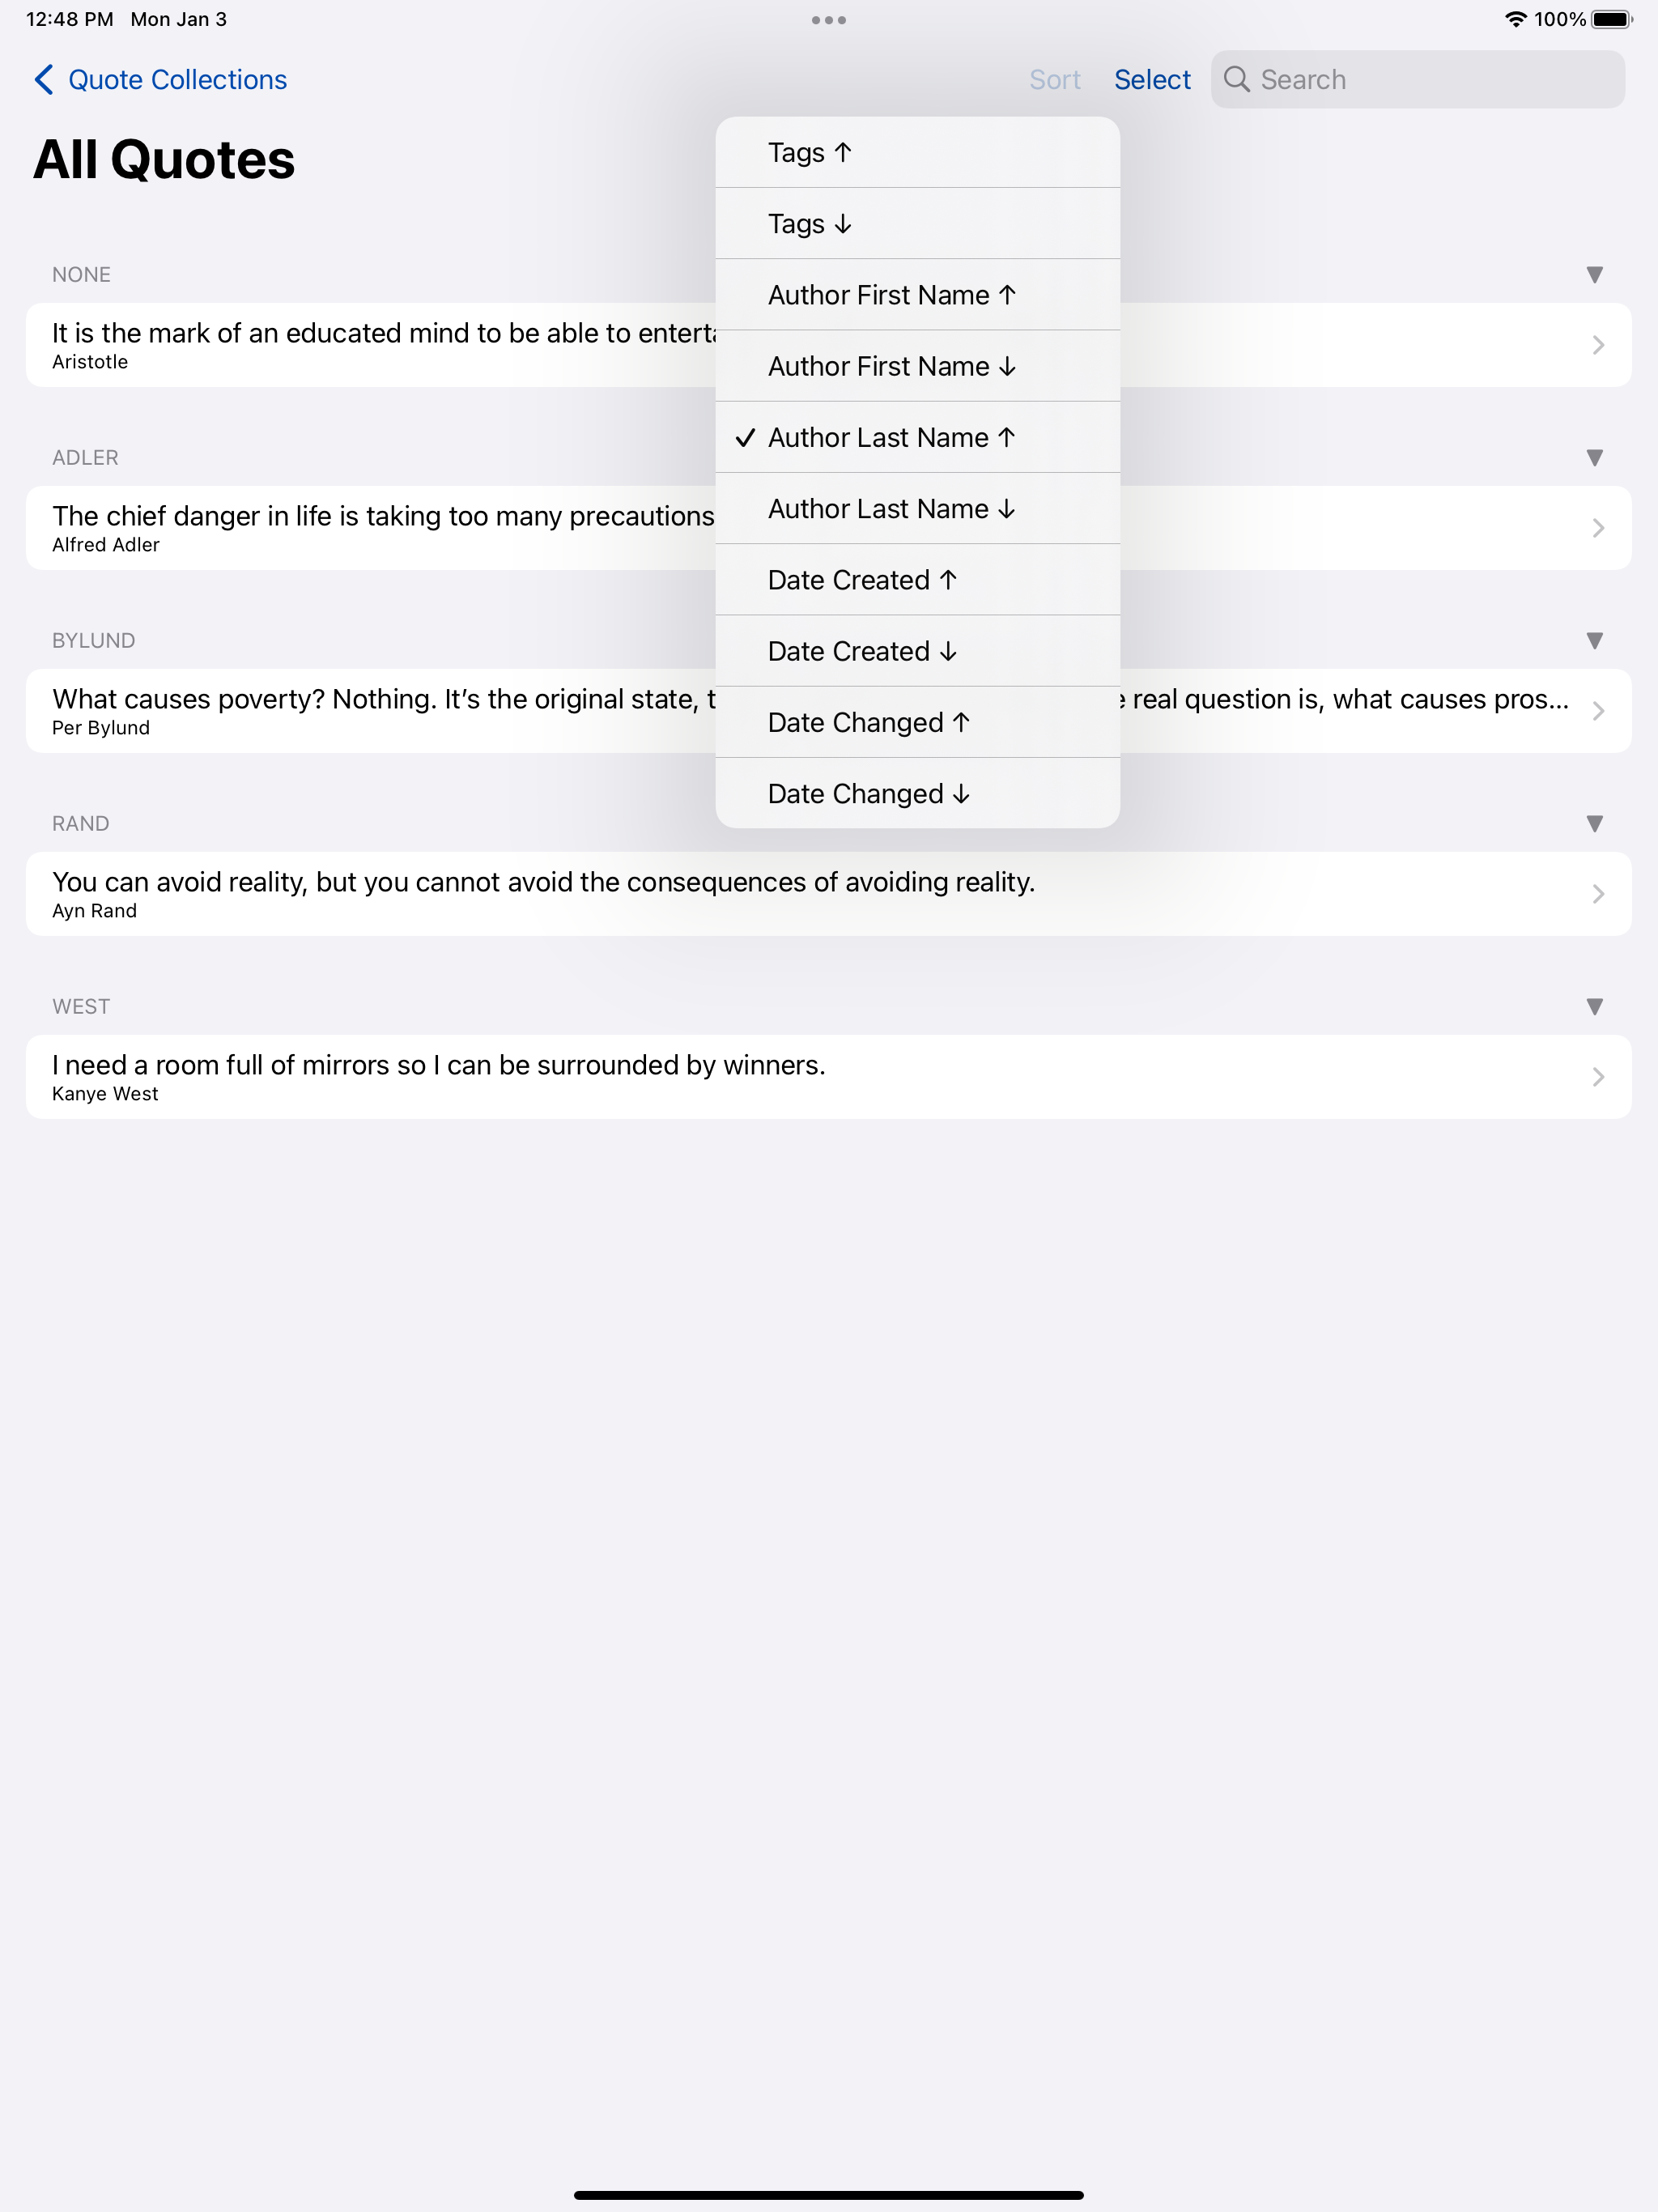 12:48 PM Mon Jan 3
100%
Quote Collections
Sort Select Search
All Quotes
Tags ↑
Tags ↓
Author First Name ↑
Author First Name ↓
✓ Author Last Name ↑
Author Last Name ↓
Date Created ↑
Date Created ↓
Date Changed ↑
Date Changed ↓
NONE
It is the mark of an educated mind to be able to
Aristotle
ADLER
The chief danger in life is taking too many precautions
Alfred Adler
BYLUND
What causes poverty? Nothing. It’s the original state, real question is, what causes pros...
Per Bylund
RAND
You can avoid reality, but you cannot avoid the consequences of avoiding reality.
Ayn Rand
WEST
I need a room full of mirrors so I can be surrounded by winners.
Kanye West